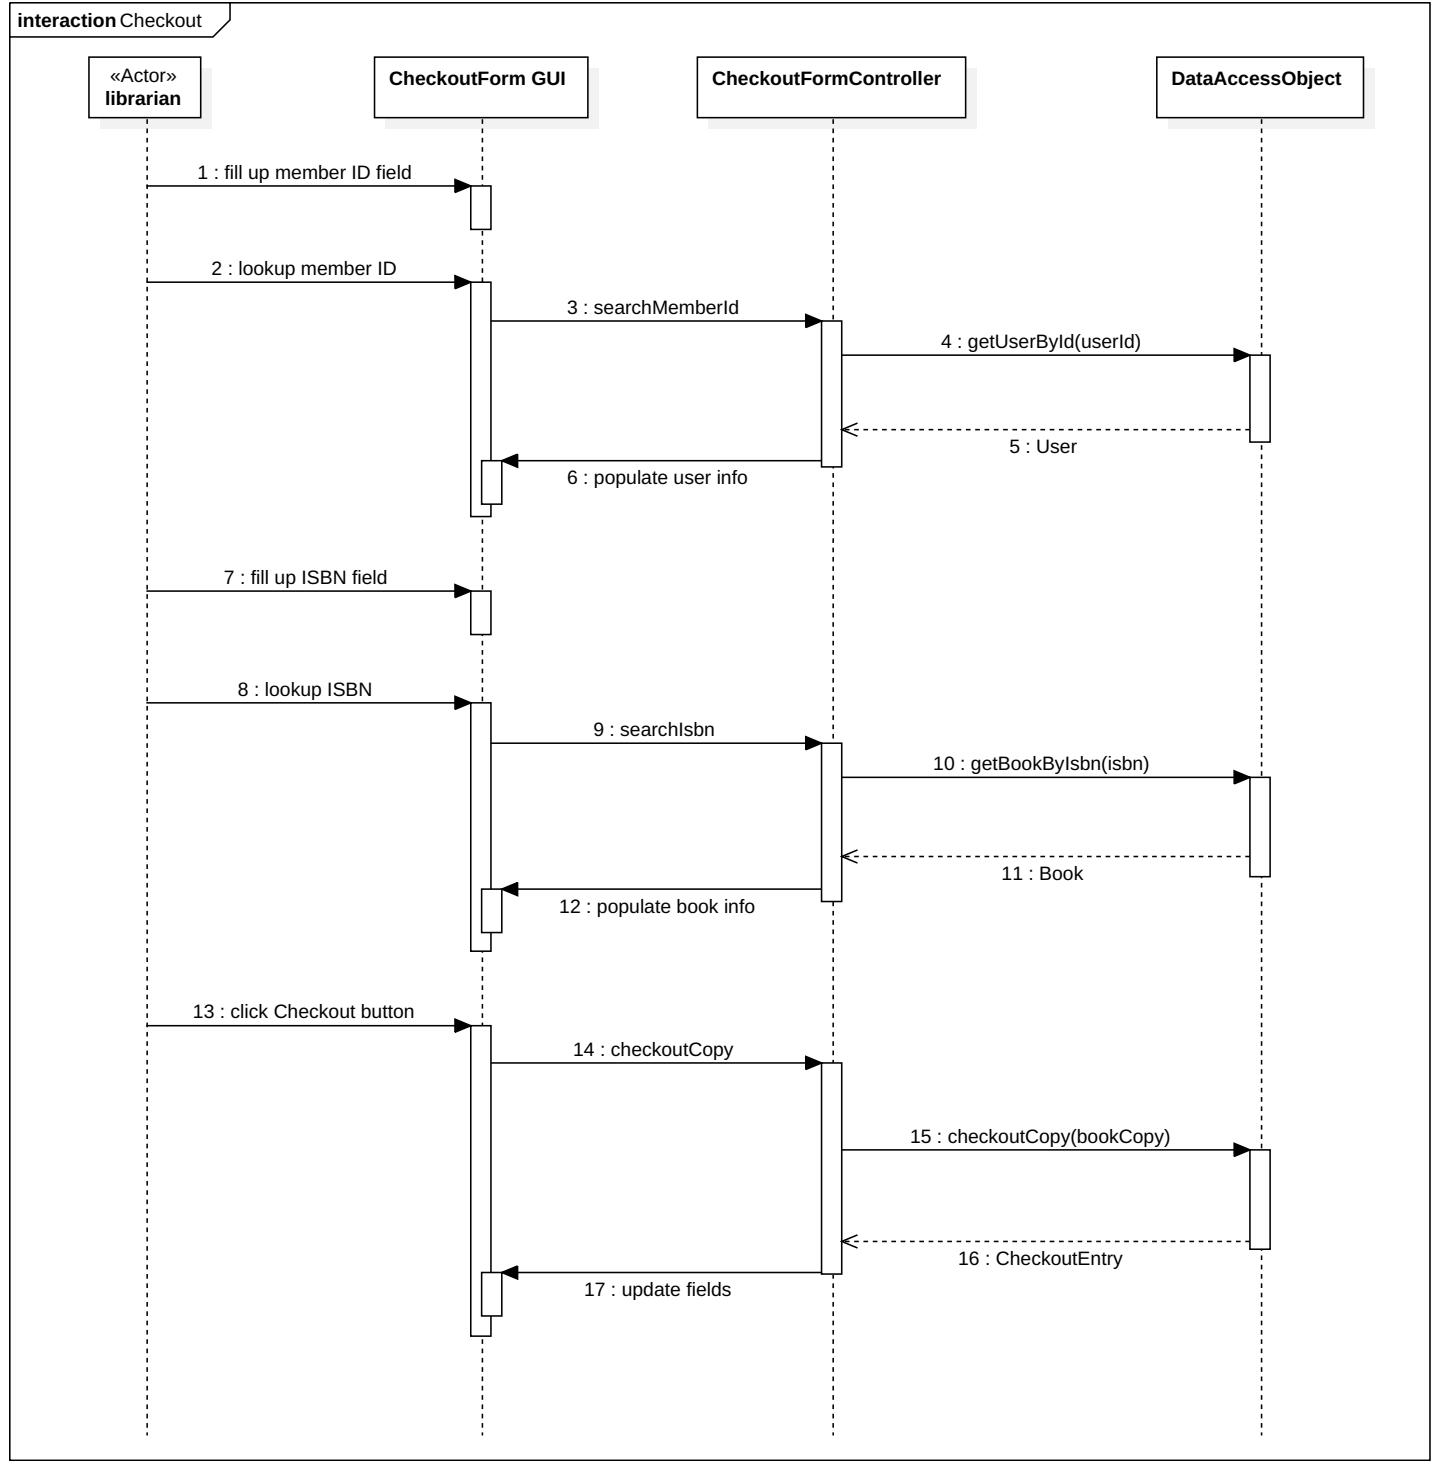 interaction Checkout
«Actor»
librarian
CheckoutForm GUI
CheckoutFormController
DataAccessObject
1 : fill up member ID field
2 : lookup member ID
3 : searchMemberId
4 : getUserById(userId)
5 : User
6 : populate user info
7 : fill up ISBN field
8 : lookup ISBN
9 : searchIsbn
10 : getBookByIsbn(isbn)
11 : Book
12 : populate book info
13 : click Checkout button
14 : checkoutCopy
15 : checkoutCopy(bookCopy)
16 : CheckoutEntry
17 : update fields